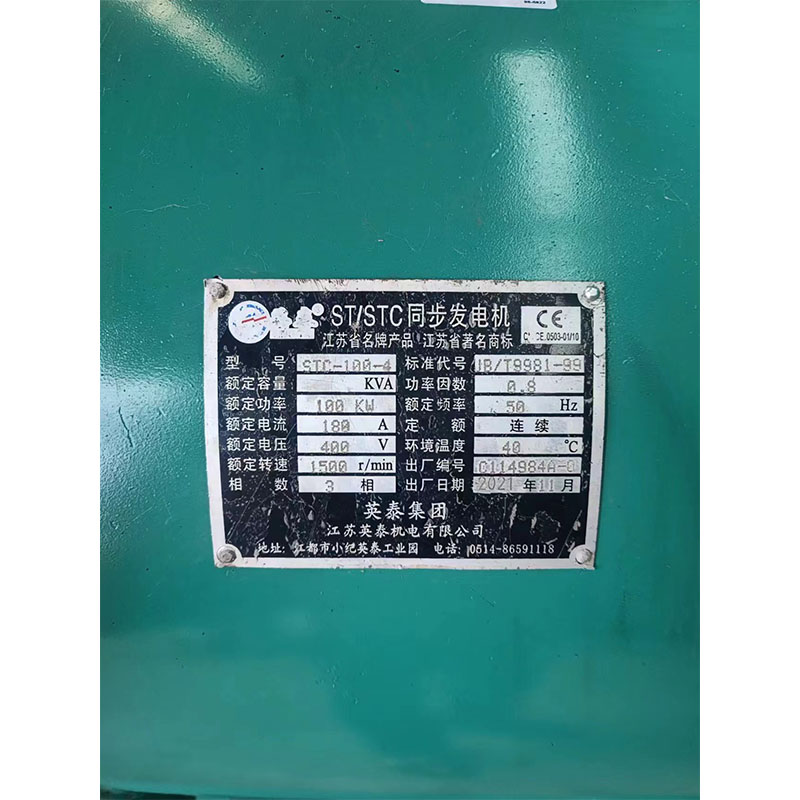 ST/STC同步发电机
CE
江苏省名牌产品 江苏省著名商标
型 号 STC-100-4 标准代号 JB/T9981-99
额定容量 KVA 功率因数 0.8
额定功率 100 KW 额定频率 50 Hz
额定电流 180 A 定 额 连续
额定电压 400 V 环境温度 40 ℃
额定转速 1500 r/min 出厂编号
相 数 3 相 出厂日期 2021 年 11 月
英泰集团
江苏英泰机电有限公司
地址: 江都市小纪英泰工业园 电话: 0514-86591118